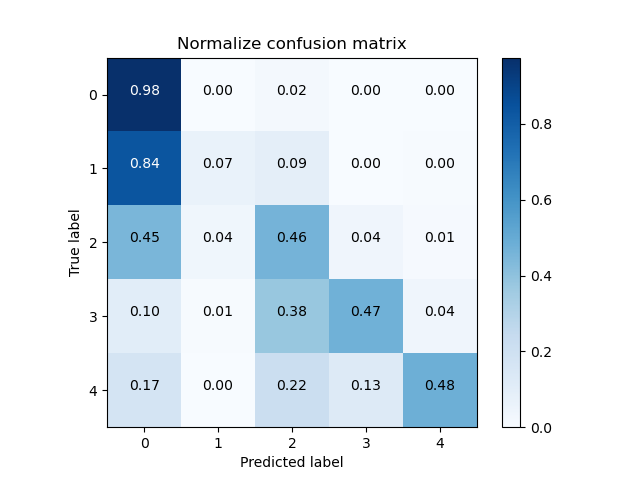 Normalize confusion matrix
True label
0 0.98 0.00 0.02 0.00 0.00
1 0.84 0.07 0.09 0.00 0.00
2 0.45 0.04 0.46 0.04 0.01
3 0.10 0.01 0.38 0.47 0.04
4 0.17 0.00 0.22 0.13 0.48
0 1 2 3 4
Predicted label
0.8
0.6
0.4
0.2
0.0